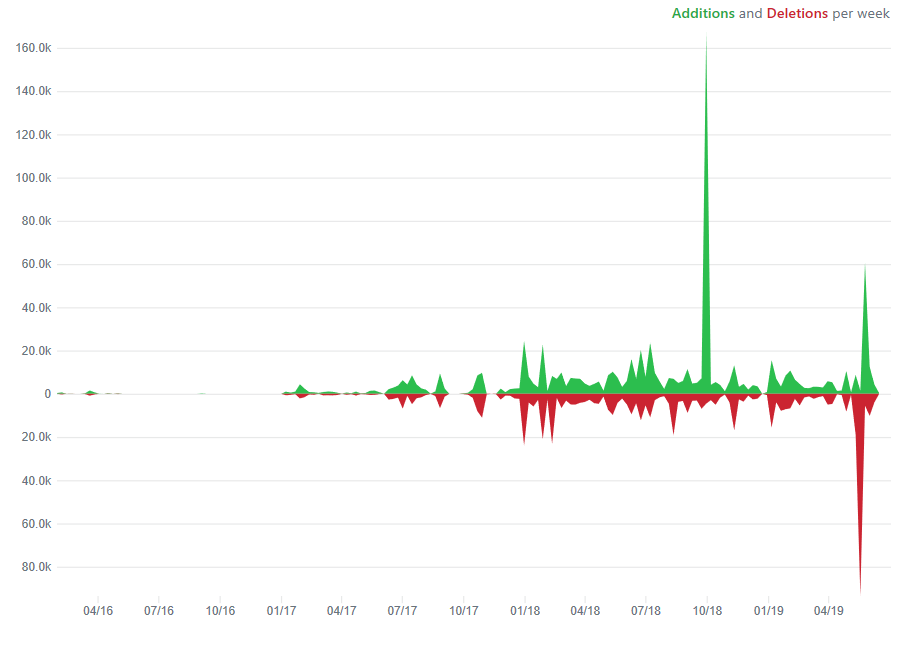 Additions and Deletions per week
160.0k
140.0k
120.0k
100.0k
80.0k
60.0k
40.0k
20.0k
0
20.0k
40.0k
60.0k
80.0k
04/16 07/16 10/16 01/17 04/17 07/17 10/17 01/18 04/18 07/18 10/18 01/19 04/19